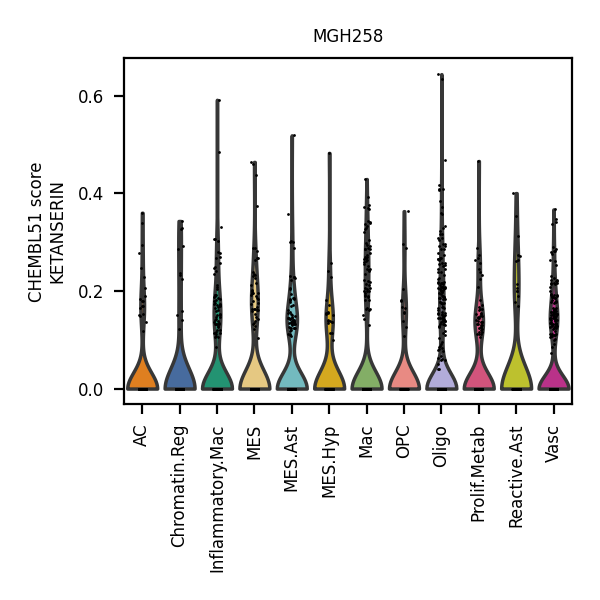 MGH258
CHEMBL51 score
KETANSERIN
0.6
0.4
0.2
0.0
AC
Chromatin.Reg
Inflammatory.Mac
MES
MES.Ast
MES.Hyp
Mac
OPC
Oligo
Prolif.Metab
Reactive.Ast
Vasc